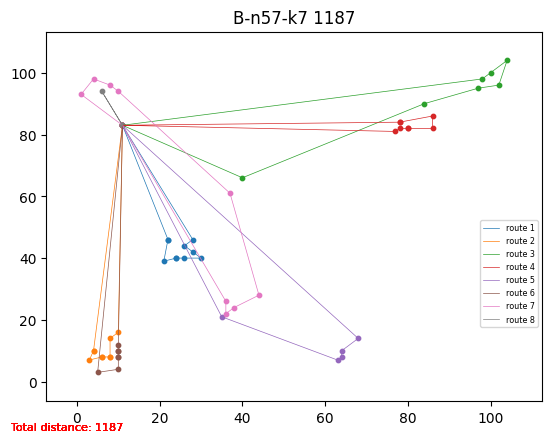 B-n57-k7 1187
100
80
60
40
20
0
0
20
40
60
80
100
route 1
route 2
route 3
route 4
route 5
route 6
route 7
route 8
Total distance: 1187